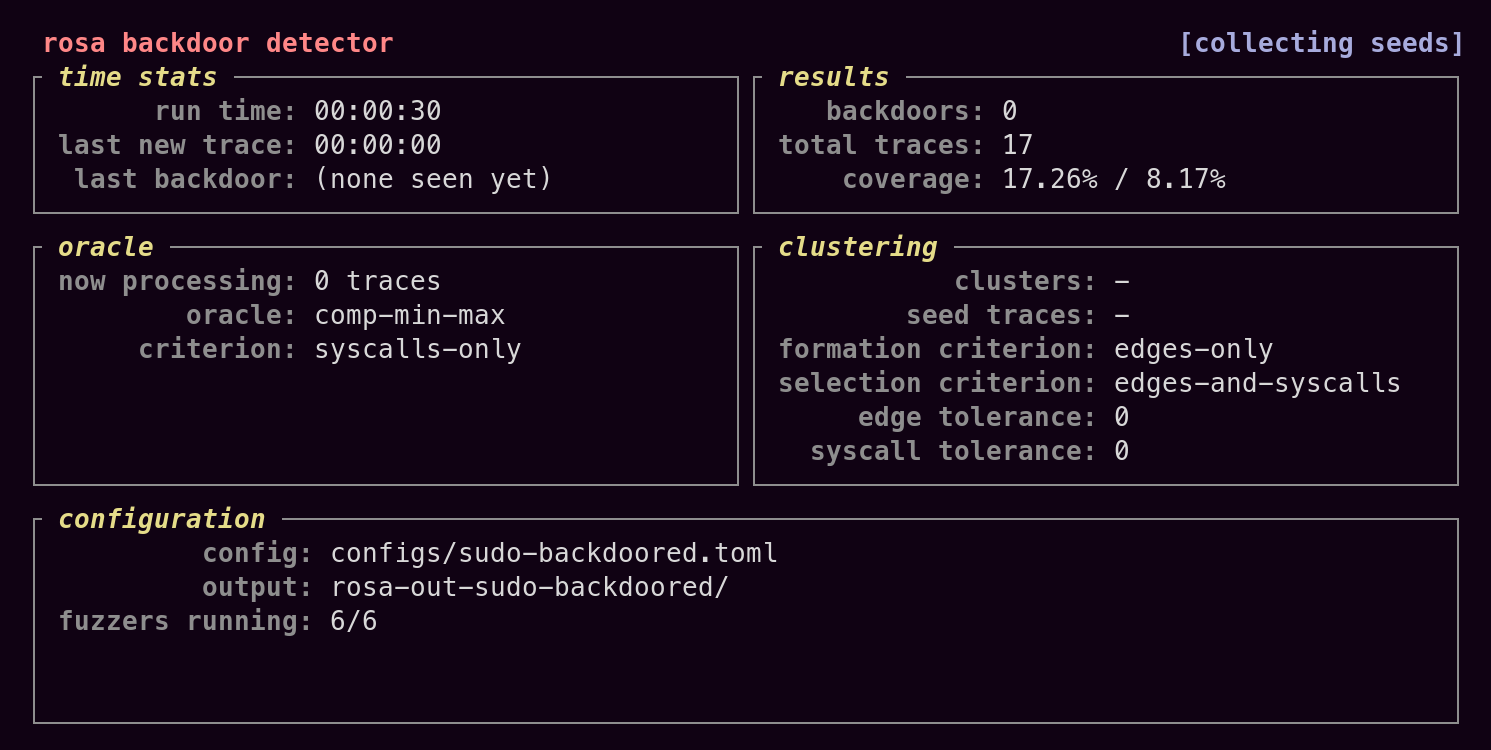 rosa backdoor detector [collecting seeds]
time stats
run time: 00:00:30
last new trace: 00:00:00
last backdoor: (none seen yet)
results
backdoors: 0
total traces: 17
coverage: 17.26% / 8.17%
oracle
now processing: 0 traces
oracle: comp-min-max
criterion: syscalls-only
clustering
clusters: -
seed traces: -
formation criterion: edges-only
selection criterion: edges-and-syscalls
edge tolerance: 0
syscall tolerance: 0
configuration
config: configs/sudo-backdoored.toml
output: rosa-out-sudo-backdoored/
fuzzers running: 6/6